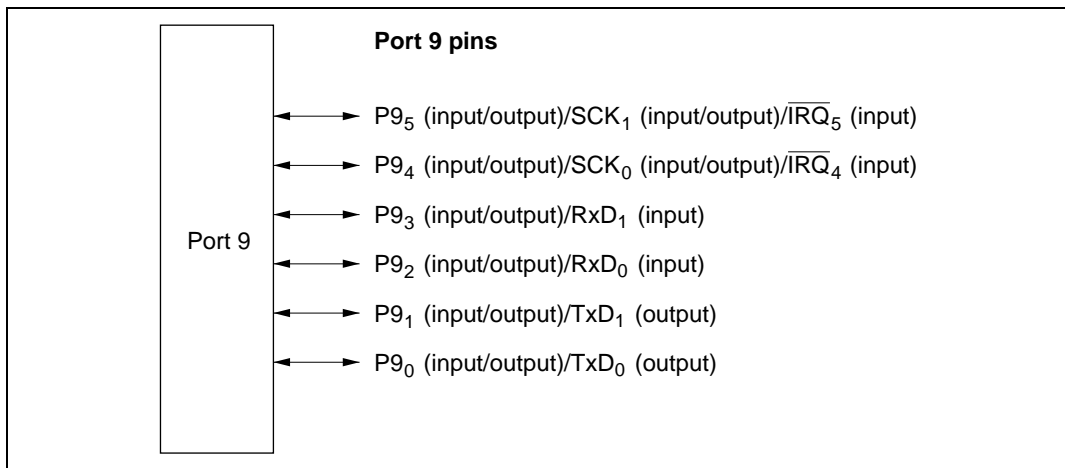 Port 9 pins
P9₅ (input/output)/SCK₁ (input/output)/I̅R̅Q̅₅ (input)
P9₄ (input/output)/SCK₀ (input/output)/I̅R̅Q̅₄ (input)
P9₃ (input/output)/RxD₁ (input)
Port 9
P9₂ (input/output)/RxD₀ (input)
P9₁ (input/output)/TxD₁ (output)
P9₀ (input/output)/TxD₀ (output)